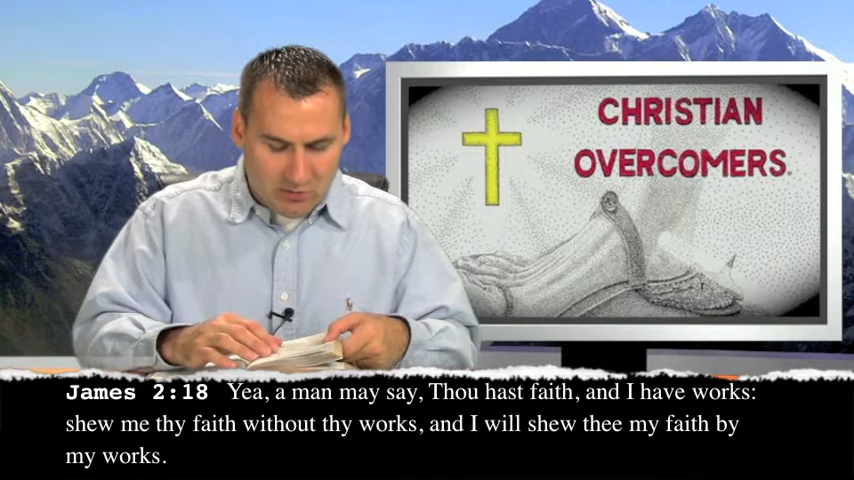 CHRISTIAN
OVERCOMERS.
James 2:18 Yea, a man may say, Thou hast faith, and I have works:
shew me thy faith without thy works, and I will shew thee my faith by
my works.